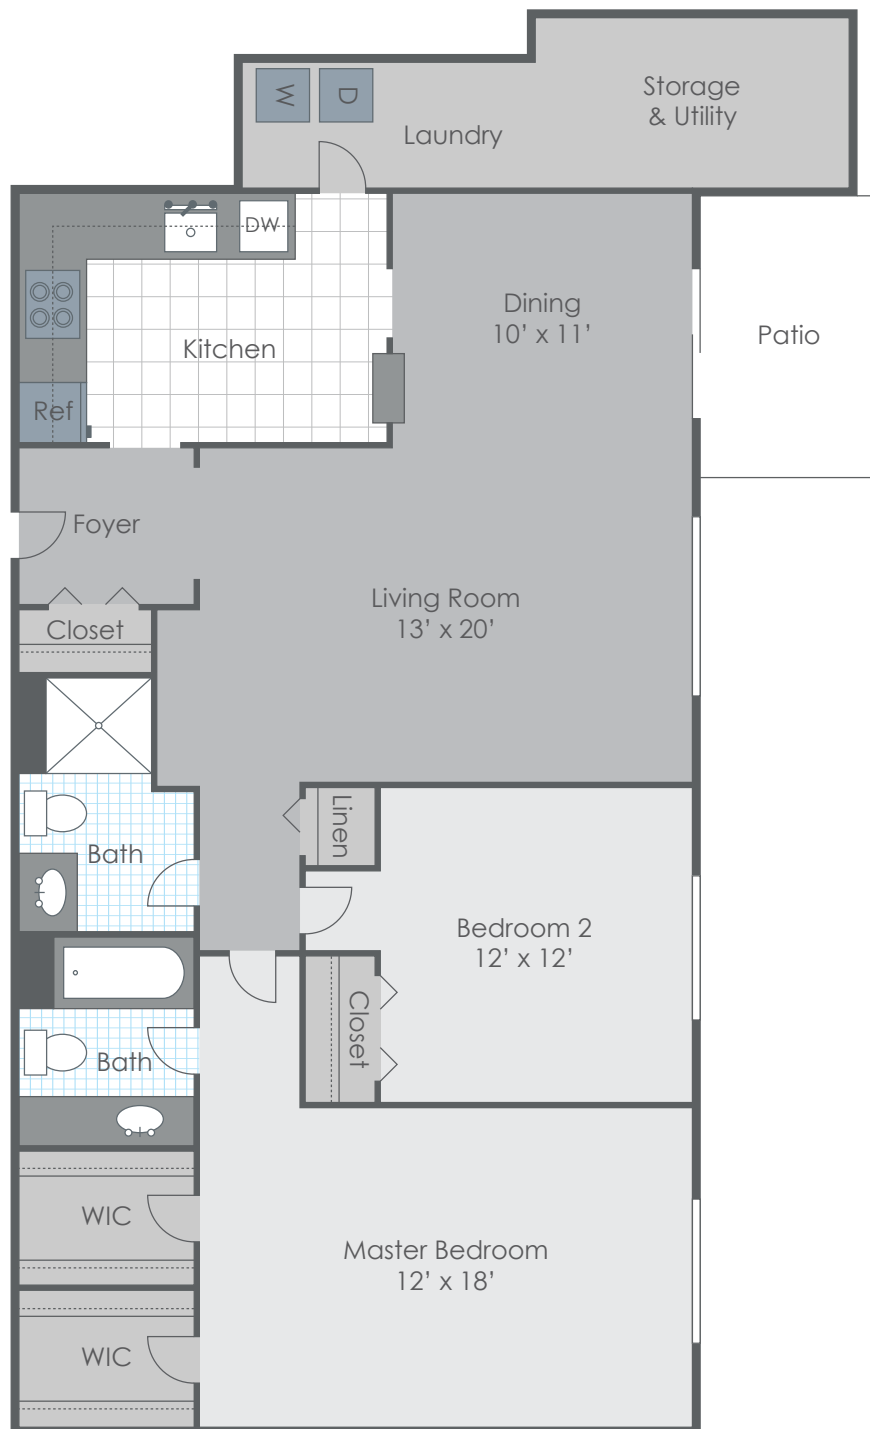 Storage
& Utility
W
D
Laundry
DW
Dining
10’ x 11’
Patio
Kitchen
Ref
Foyer
Living Room
13’ x 20’
Closet
Linen
Bath
Bedroom 2
12’ x 12’
Closet
Bath
WIC
Master Bedroom
12’ x 18’
WIC